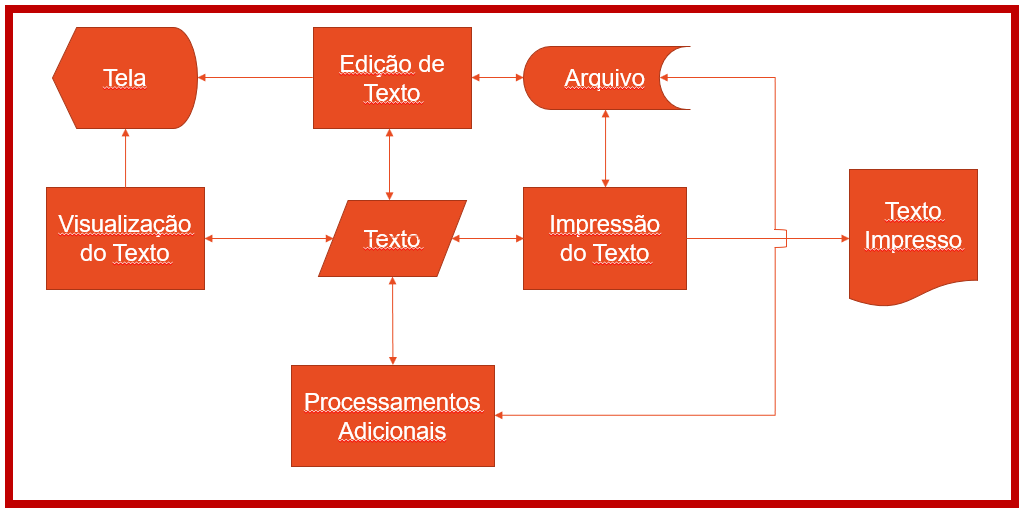 Tela
Edição de
Texto
Arquivo
Visualização
do Texto
Texto
Impressão
do Texto
Texto
Impresso
Processamentos
Adicionais